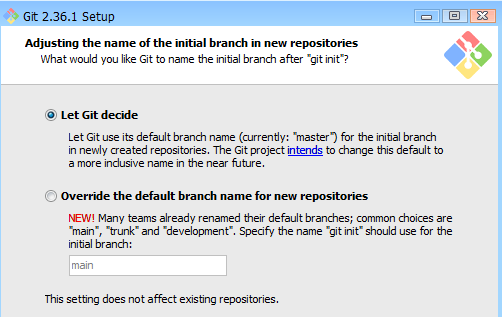 Git 2.36.1 Setup
Adjusting the name of the initial branch in new repositories
What would you like Git to name the initial branch after "git init"?
Let Git decide
Let Git use its default branch name (currently: "master") for the initial branch
in newly created repositories. The Git project intends to change this default to
a more inclusive name in the near future.
Override the default branch name for new repositories
NEW! Many teams already renamed their default branches; common choices are
"main", "trunk" and "development". Specify the name "git init" should use for the
initial branch:
main
This setting does not affect existing repositories.